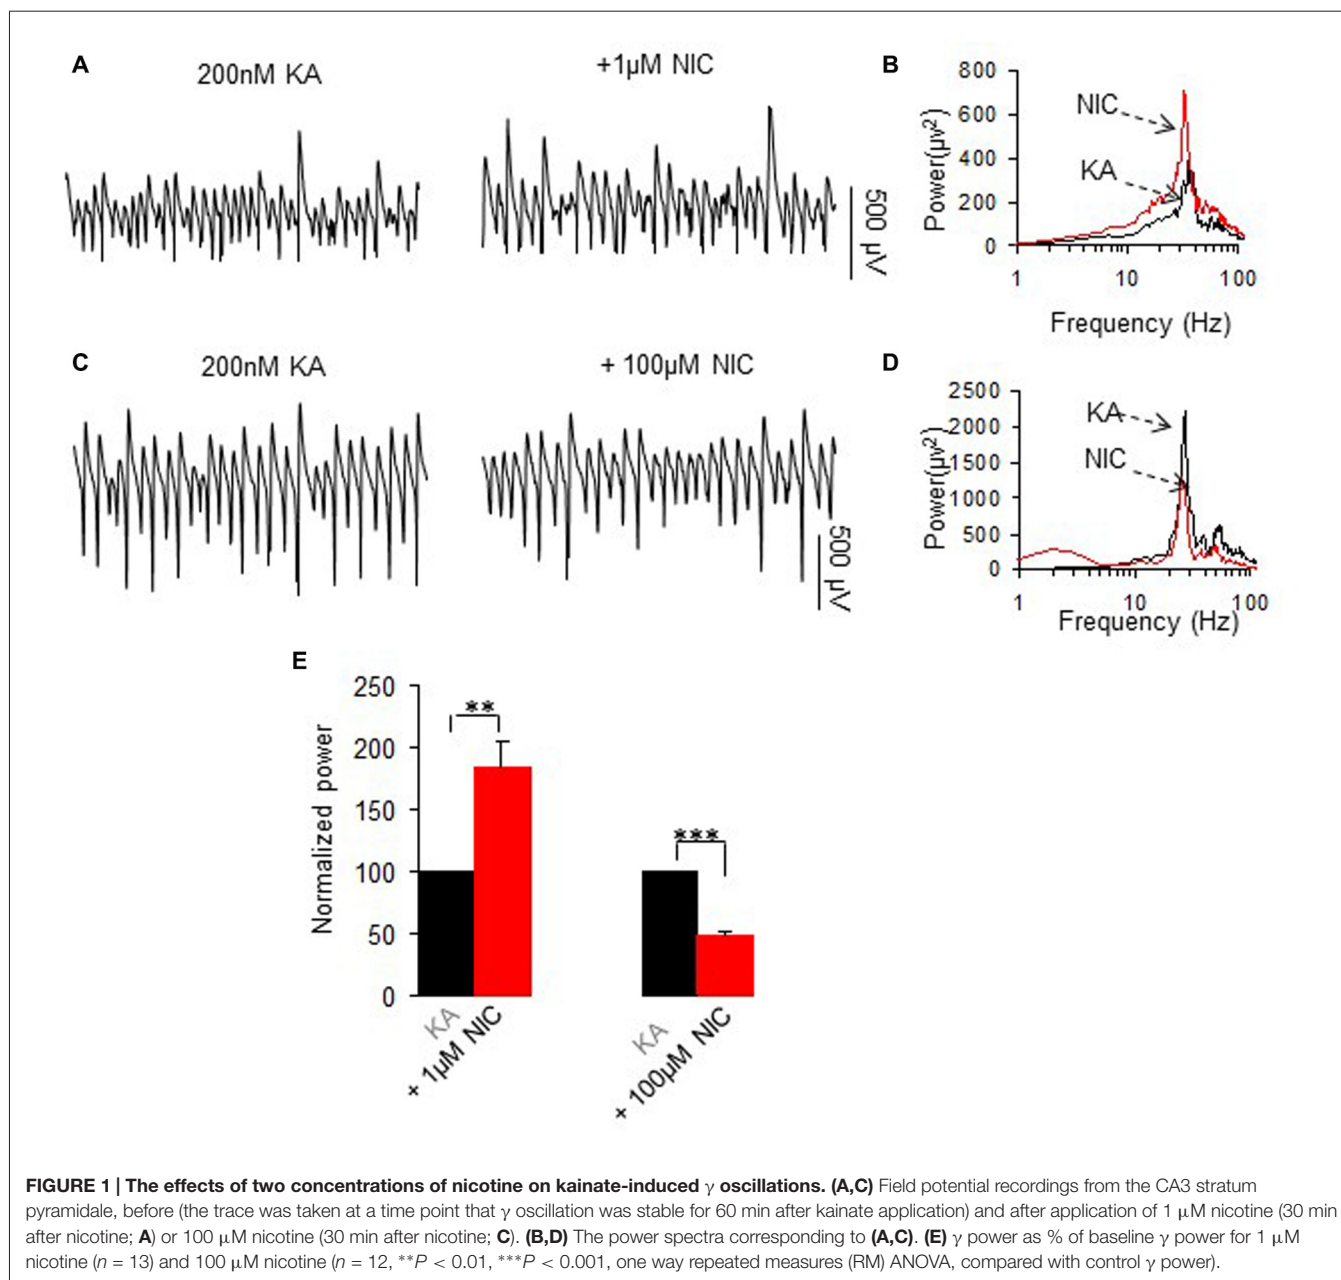 A
200nM KA
+1µM NIC
500 µV
B
800
600
400
200
0
NIC
KA
Power(µv²)
1 10 100
Frequency (Hz)
C
200nM KA
+ 100µM NIC
500 µV
D
2500
2000
1500
1000
500
0
KA
NIC
Power(µv²)
1 10 100
Frequency (Hz)
E
250
200
150
100
50
0
Normalized power
**
***
KA
+ 1µM NIC
KA
+ 100µM NIC
FIGURE 1 | The effects of two concentrations of nicotine on kainate-induced γ oscillations. (A,C) Field potential recordings from the CA3 stratum
pyramidale, before (the trace was taken at a time point that γ oscillation was stable for 60 min after kainate application) and after application of 1 µM nicotine (30 min
after nicotine; A) or 100 µM nicotine (30 min after nicotine; C). (B,D) The power spectra corresponding to (A,C). (E) γ power as % of baseline γ power for 1 µM
nicotine (n = 13) and 100 µM nicotine (n = 12, **P < 0.01, ***P < 0.001, one way repeated measures (RM) ANOVA, compared with control γ power).